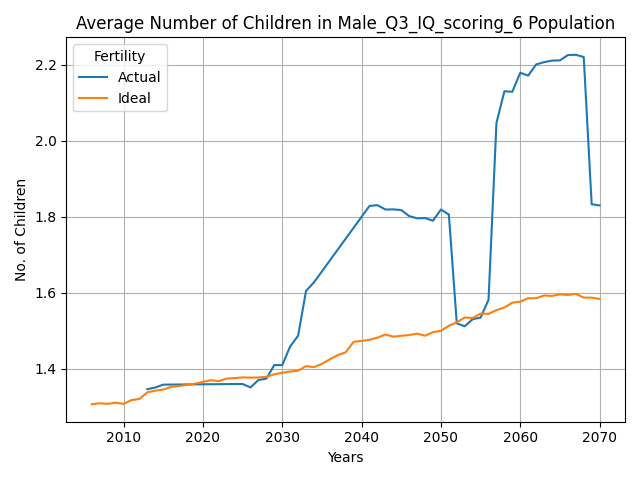 Average Number of Children in Male_Q3_IQ_scoring_6 Population
Fertility
Actual
Ideal
No. of Children
2.2
2.0
1.8
1.6
1.4
2010 2020 2030 2040 2050 2060 2070
Years